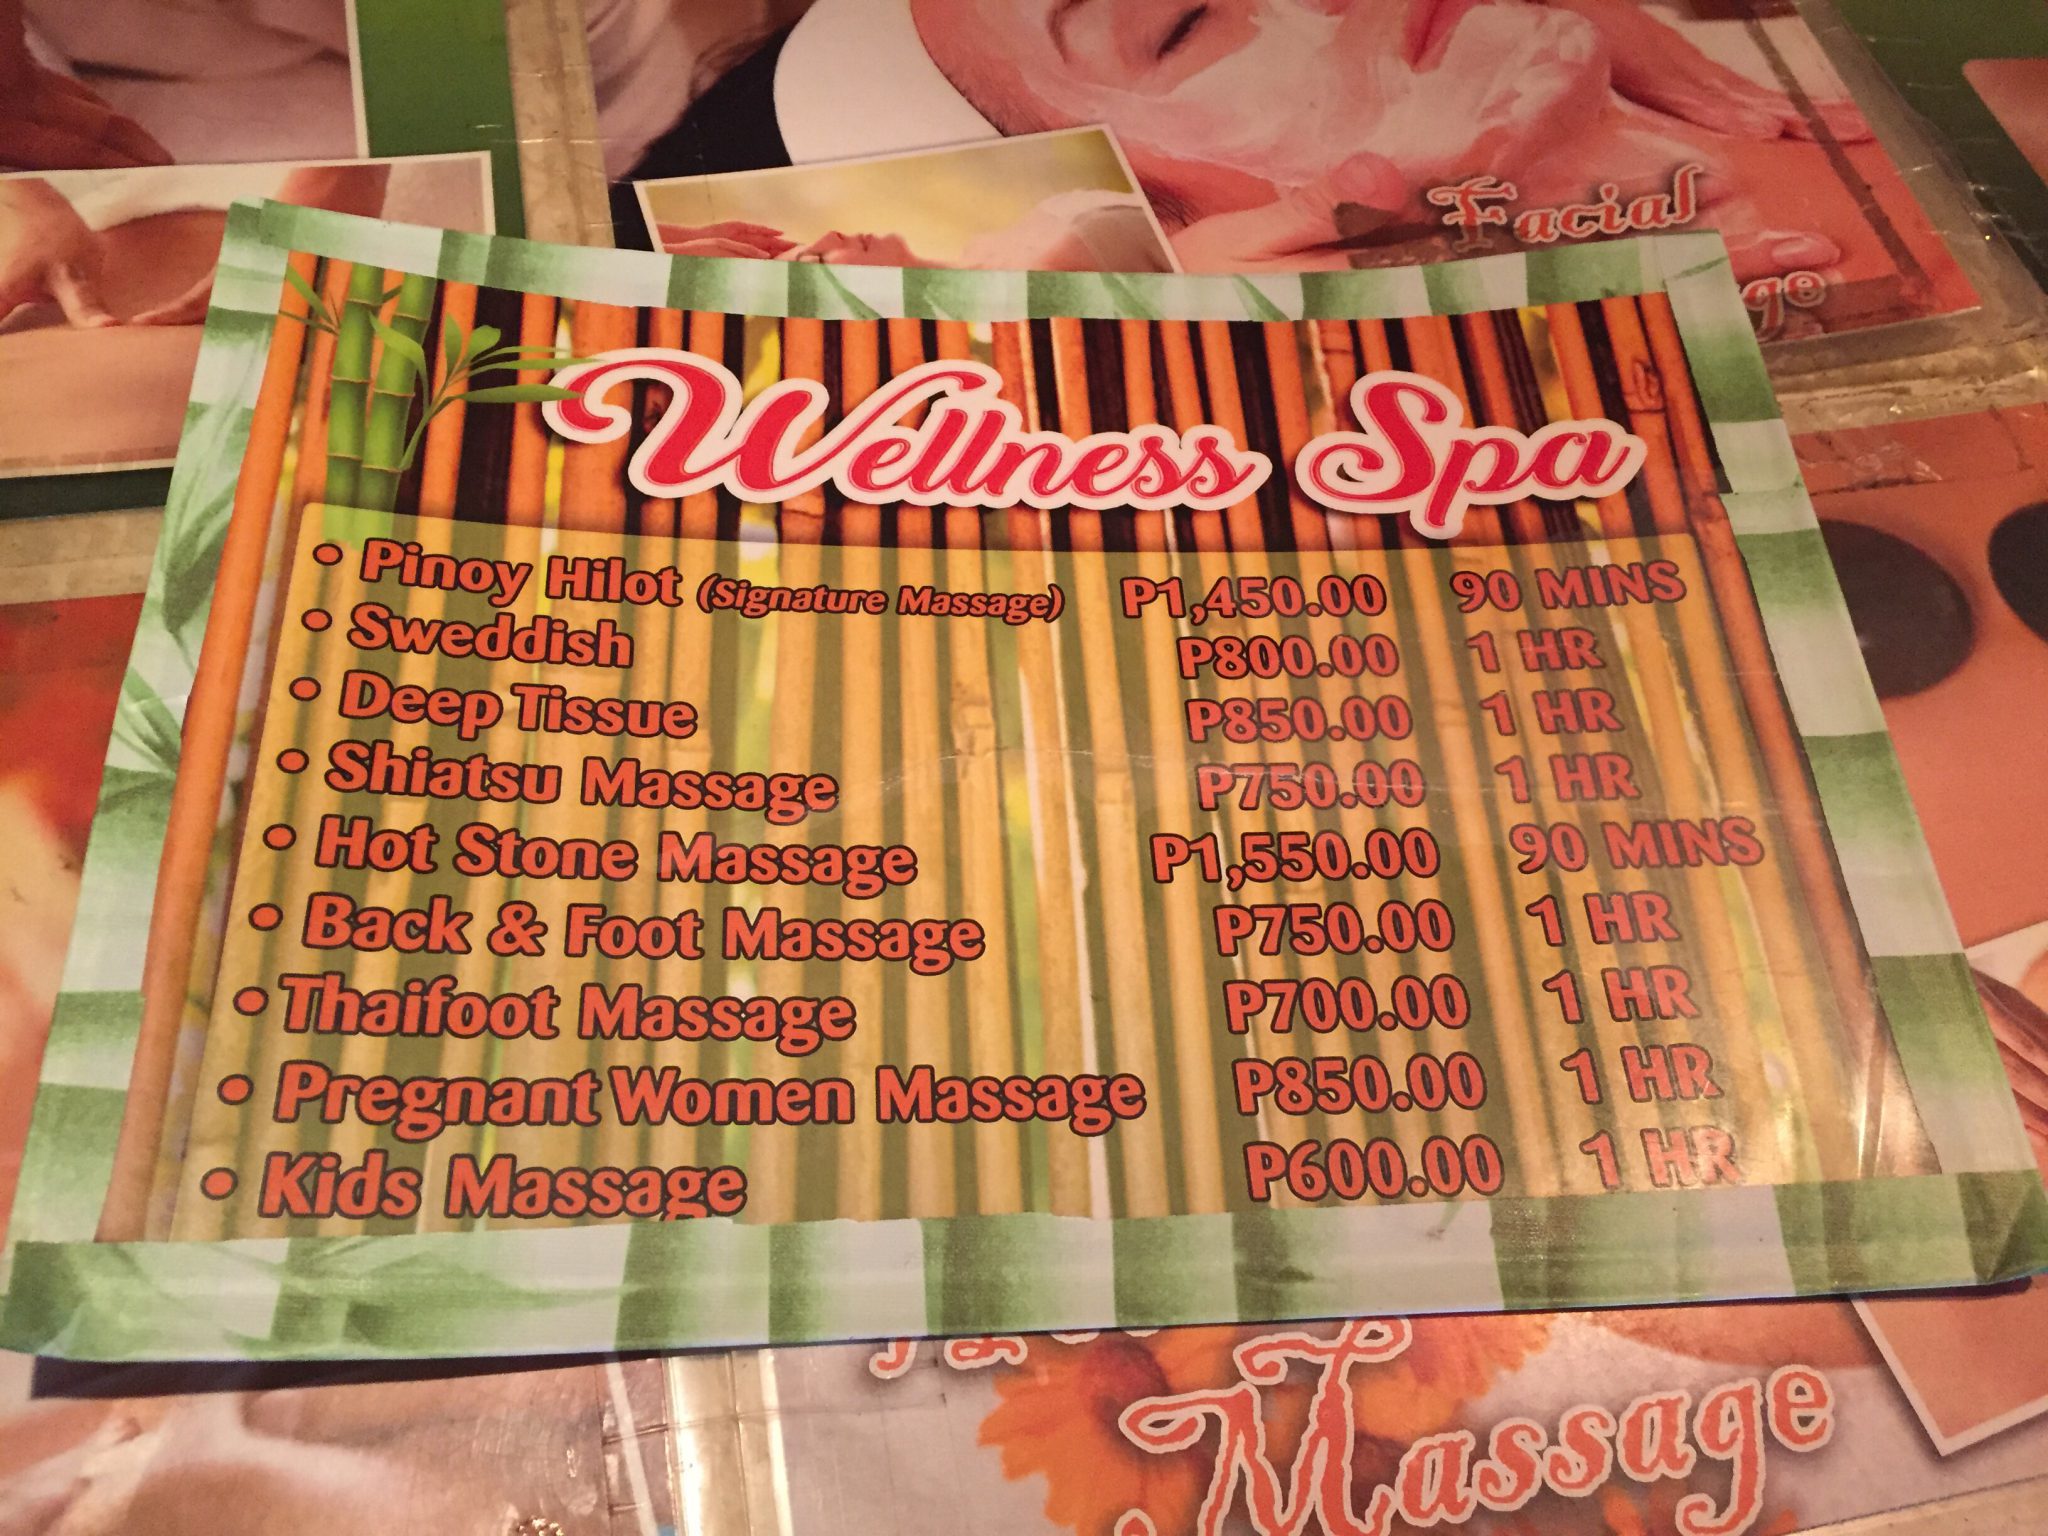 Facial
Wellness Spa
• Pinoy Hilot (Signature Massage) P1,450.00 90 MINS
• Sweddish P800.00 1 HR
• Deep Tissue P850.00 1 HR
• Shiatsu Massage P750.00 1 HR
• Hot Stone Massage P1,550.00 90 MINS
• Back & Foot Massage P750.00 1 HR
• Thaifoot Massage P700.00 1 HR
• Pregnant Women Massage P850.00 1 HR
• Kids Massage P600.00 1 HR
Massage